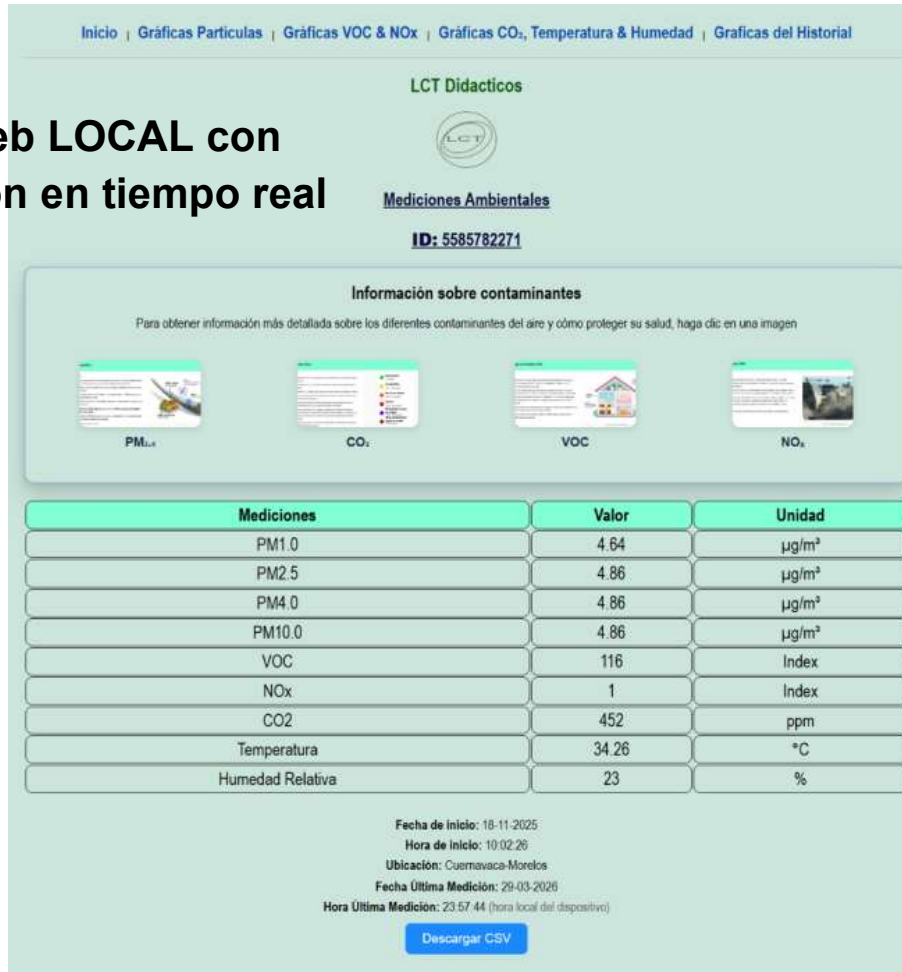 Inicio | Gráficas Particulas | Gráficas VOC & NOx | Gráficas CO₂, Temperatura & Humedad | Graficas del Historial
LCT Didacticos
LCT
eb LOCAL con
ón en tiempo real
Mediciones Ambientales
ID: 5585782271
Información sobre contaminantes
Para obtener información más detallada sobre los diferentes contaminantes del aire y cómo proteger su salud, haga clic en una imagen
CO₂ VOC NOₓ
Mediciones Valor Unidad
PM1.0 4.64 µg/m³
PM2.5 4.86 µg/m³
PM4.0 4.86 µg/m³
PM10.0 4.86 µg/m³
VOC 116 Index
NOx 1 Index
CO2 452 ppm
Temperatura 34.26 °C
Humedad Relativa 23 %
Fecha de inicio: 18-11-2025
Hora de inicio: 10:02:26
Ubicación: Cuernavaca-Morelos
Fecha Última Medición: 29-03-2026
Hora Última Medición: 23:57:44 (hora local del dispositivo)
Descargar CSV